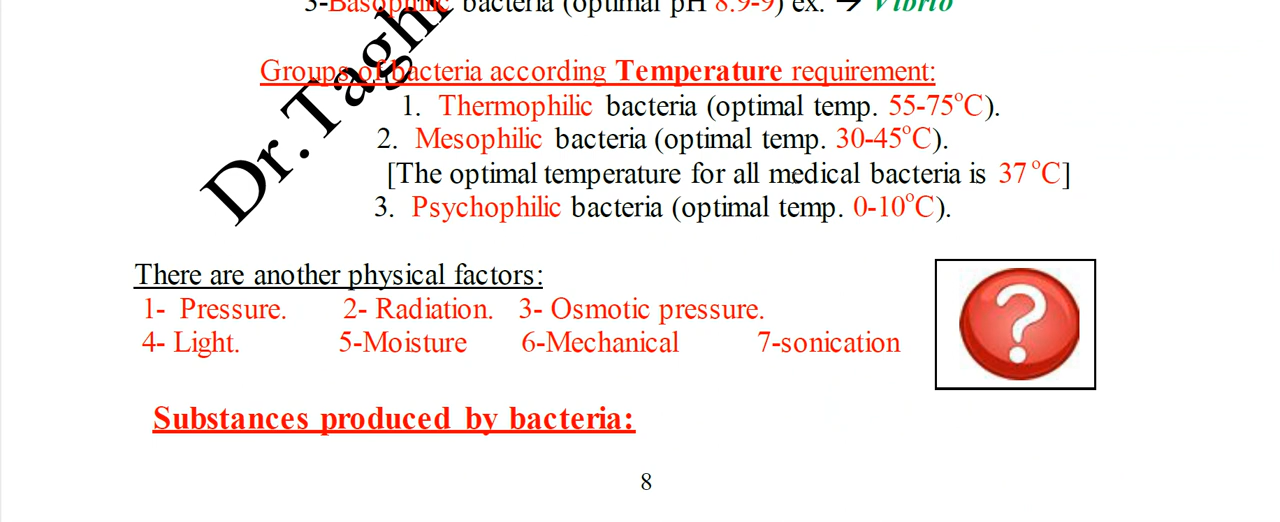 3-Basophilic bacteria (optimal pH 8.9-9) ex. → Vibrio
Groups of bacteria according Temperature requirement:
1. Thermophilic bacteria (optimal temp. 55-75°C).
2. Mesophilic bacteria (optimal temp. 30-45°C).
[The optimal temperature for all medical bacteria is 37°C]
3. Psychophilic bacteria (optimal temp. 0-10°C).
There are another physical factors:
1- Pressure. 2- Radiation. 3- Osmotic pressure.
4- Light. 5-Moisture 6-Mechanical 7-sonication
Substances produced by bacteria:
8
Dr. Taghr